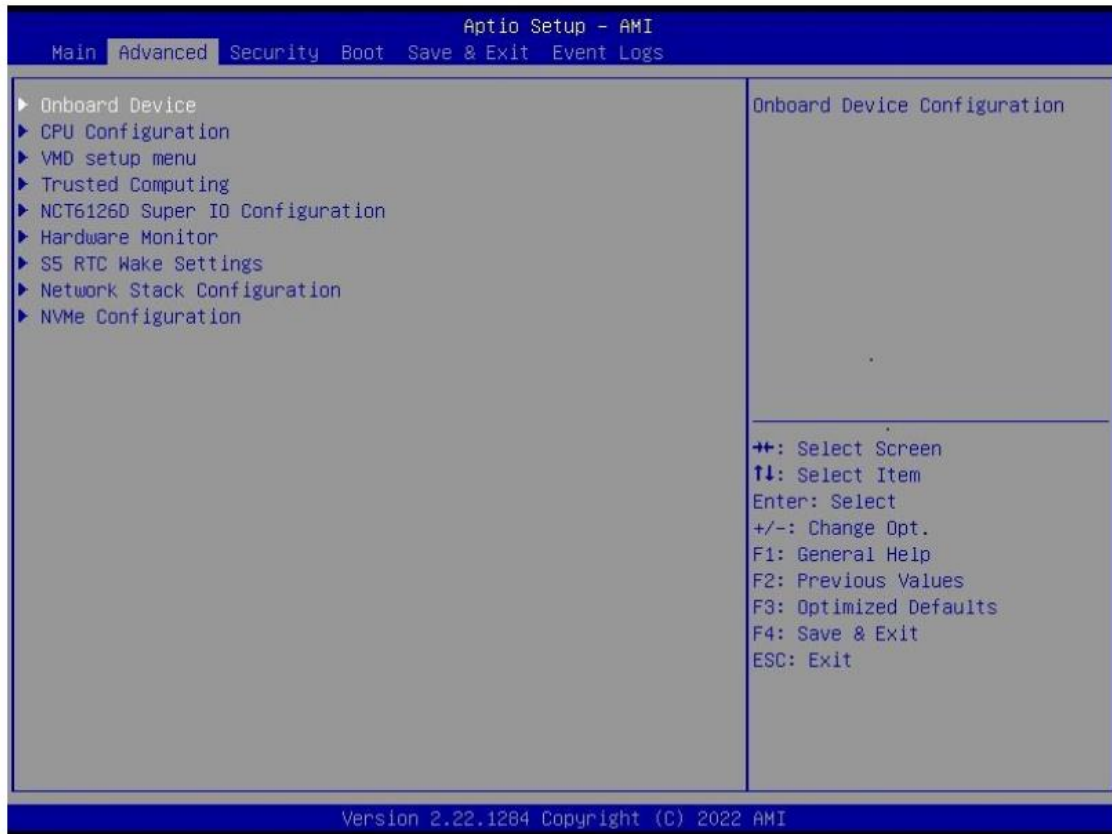 Aptio Setup - AMI
Main Advanced Security Boot Save & Exit Event Logs
Onboard Device
CPU Configuration
VMD setup menu
Trusted Computing
NCT6126D Super IO Configuration
Hardware Monitor
S5 RTC Wake Settings
Network Stack Configuration
NVMe Configuration
Onboard Device Configuration
→←: Select Screen
↑↓: Select Item
Enter: Select
+/-: Change Opt.
F1: General Help
F2: Previous Values
F3: Optimized Defaults
F4: Save & Exit
ESC: Exit
Version 2.22.1284 Copyright (C) 2022 AMI